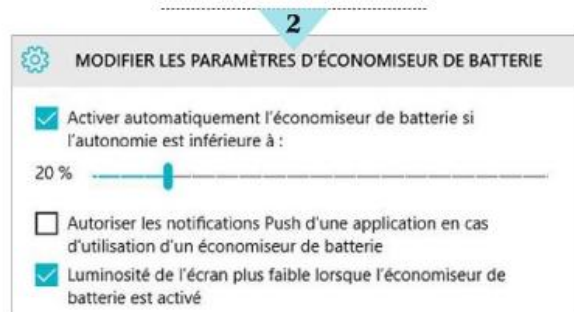 2
MODIFIER LES PARAMÈTRES D'ÉCONOMISEUR DE BATTERIE
Activer automatiquement l'économiseur de batterie si
l'autonomie est inférieure à :
20 %
Autoriser les notifications Push d'une application en cas
d'utilisation d'un économiseur de batterie
Luminosité de l'écran plus faible lorsque l'économiseur de
batterie est activé